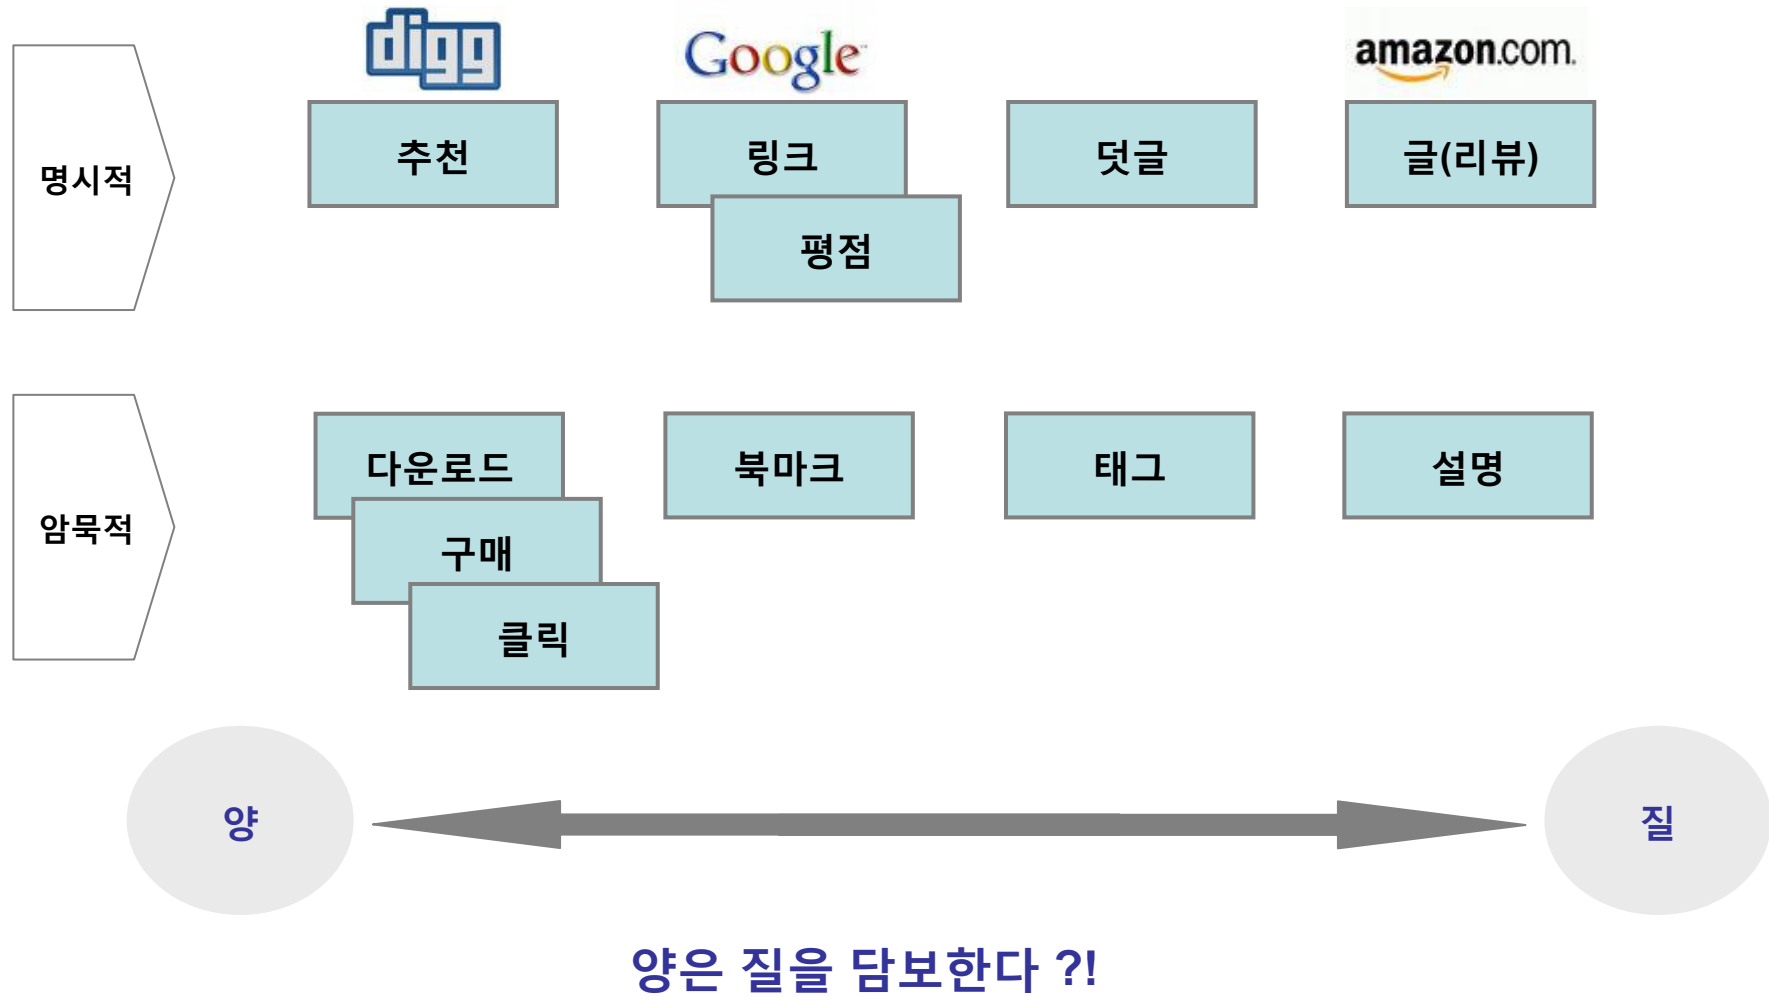 digg
Google
amazon.com.
명시적
추천
링크
덧글
글(리뷰)
평점
암묵적
다운로드
북마크
태그
설명
구매
클릭
양
질
양은 질을 담보한다 ?!